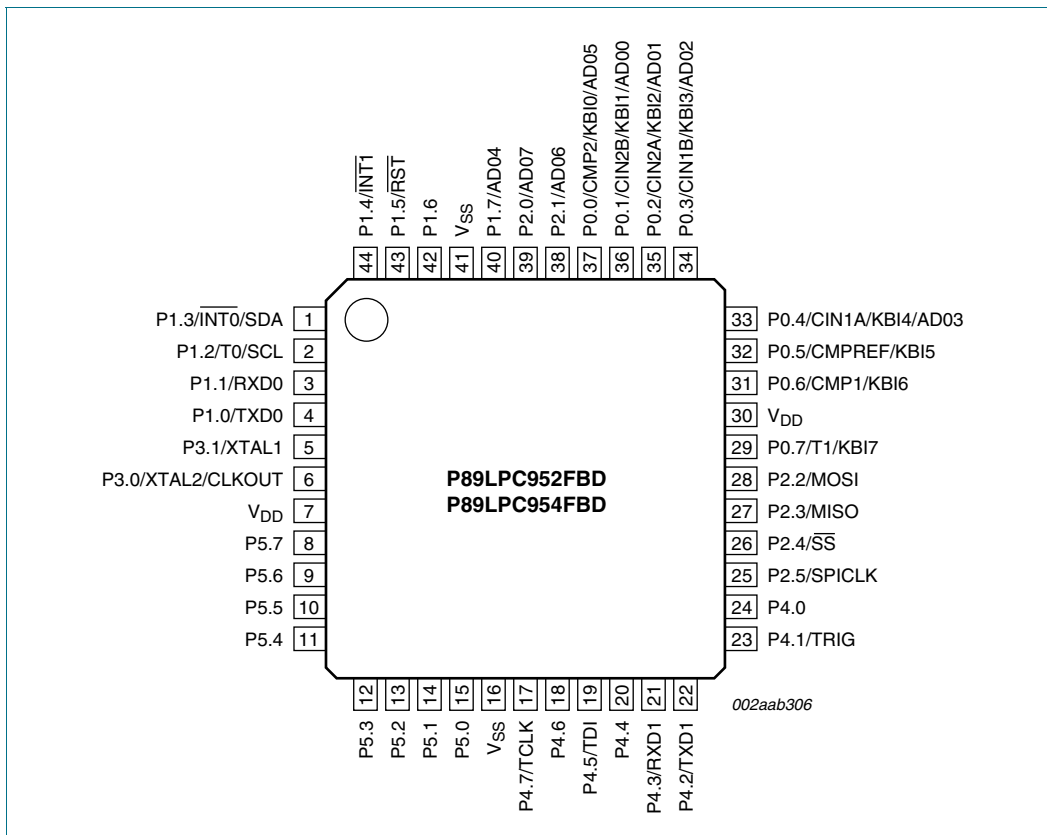 P1.4/INT1
P1.5/RST
P1.6
VSS
P1.7/AD04
P2.0/AD07
P2.1/AD06
P0.0/CMP2/KBI0/AD05
P0.1/CIN2B/KBI1/AD00
P0.2/CIN2A/KBI2/AD01
P0.3/CIN1B/KBI3/AD02
44 43 42 41 40 39 38 37 36 35 34
P1.3/INT0/SDA 1
P1.2/T0/SCL 2
P1.1/RXD0 3
P1.0/TXD0 4
P3.1/XTAL1 5
P3.0/XTAL2/CLKOUT 6
VDD 7
P5.7 8
P5.6 9
P5.5 10
P5.4 11
P89LPC952FBD
P89LPC954FBD
33 P0.4/CIN1A/KBI4/AD03
32 P0.5/CMPREF/KBI5
31 P0.6/CMP1/KBI6
30 VDD
29 P0.7/T1/KBI7
28 P2.2/MOSI
27 P2.3/MISO
26 P2.4/SS
25 P2.5/SPICLK
24 P4.0
23 P4.1/TRIG
12 13 14 15 16 17 18 19 20 21 22
P5.3
P5.2
P5.1
P5.0
VSS
P4.7/TCLK
P4.6
P4.5/TDI
P4.4
P4.3/RXD1
P4.2/TXD1
002aab306